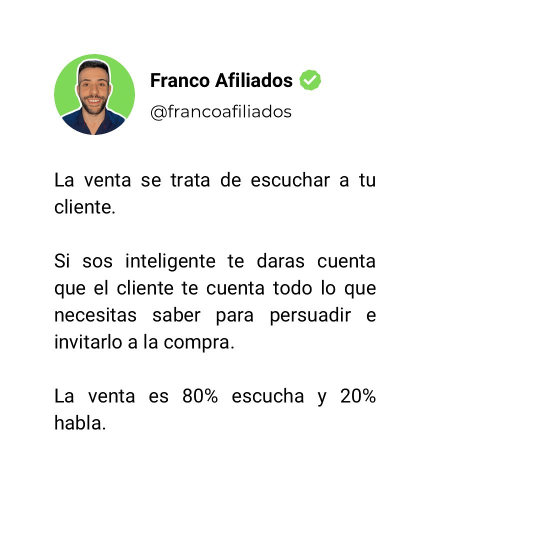 Franco Afiliados
@francoafiliados
La venta se trata de escuchar a tu
cliente.
Si sos inteligente te daras cuenta
que el cliente te cuenta todo lo que
necesitas saber para persuadir e
invitarlo a la compra.
La venta es 80% escucha y 20%
habla.